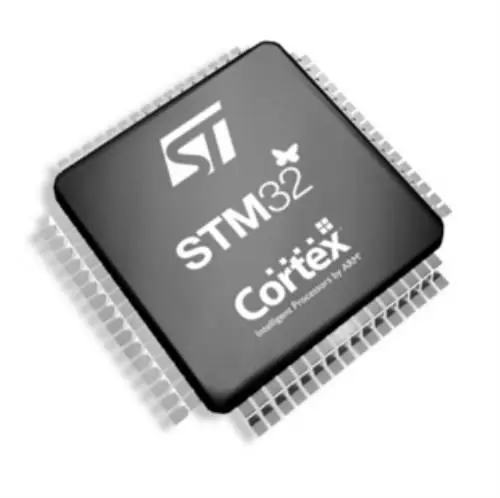 ST
STM32
Cortex
Intelligent Processors by ARM®